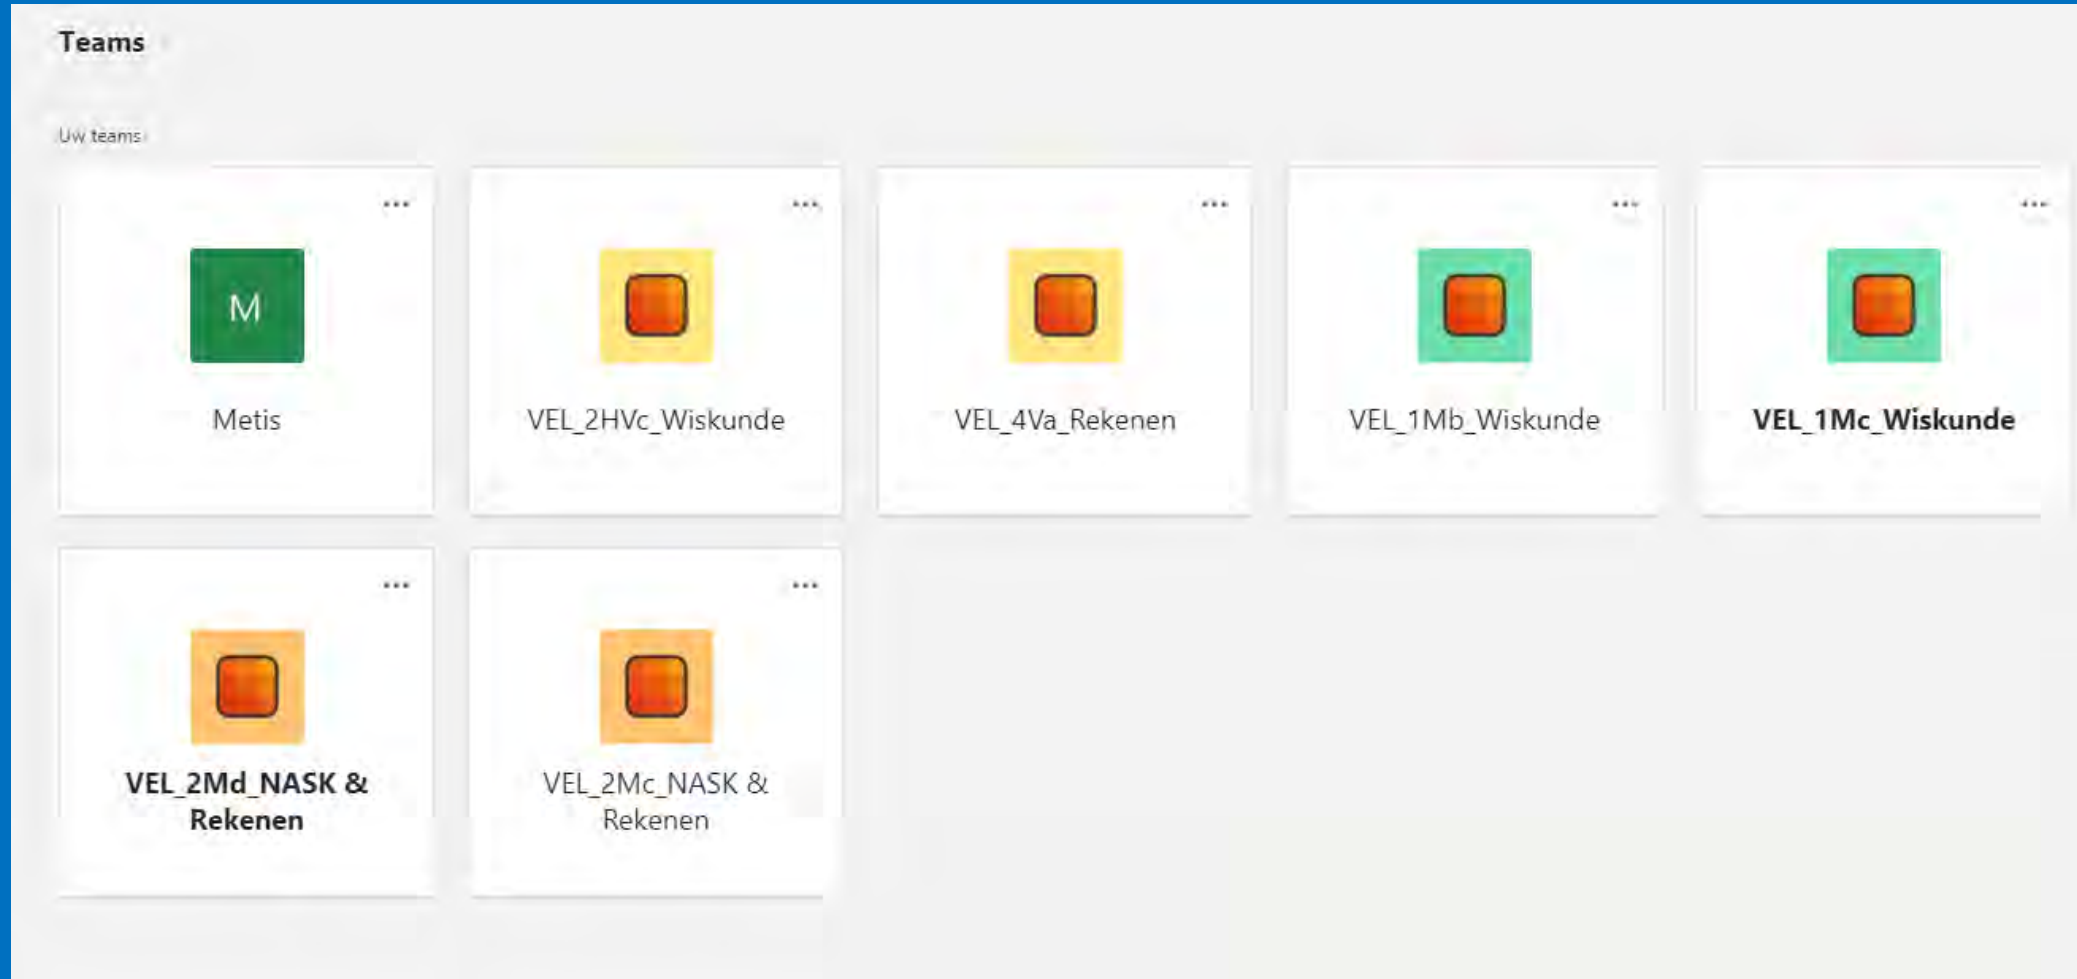 Teams
Uw teams
M
Metis
VEL_2HVc_Wiskunde
VEL_4Va_Rekenen
VEL_1Mb_Wiskunde
VEL_1Mc_Wiskunde
VEL_2Md_NASK &
Rekenen
VEL_2Mc_NASK &
Rekenen